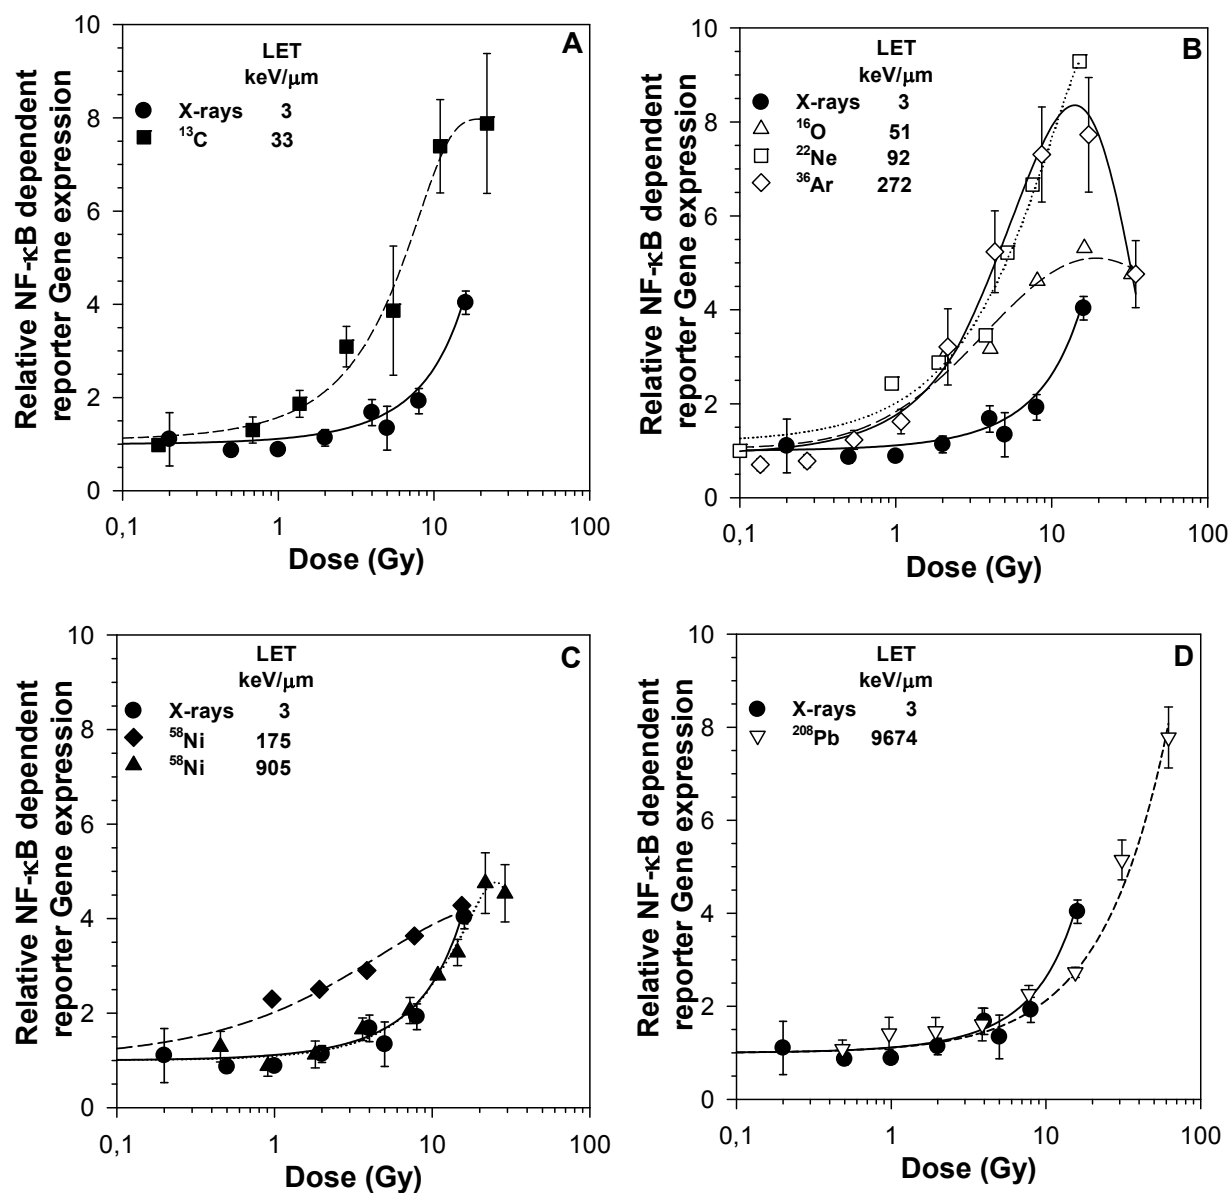 A
LET
keV/μm
X-rays 3
¹³C 33
10
8
6
4
2
0
0,1 1 10 100
Dose (Gy)
Relative NF-κB dependent
reporter Gene expression
B
LET
keV/μm
X-rays 3
¹⁶O 51
²²Ne 92
³⁶Ar 272
10
8
6
4
2
0
0,1 1 10 100
Dose (Gy)
Relative NF-κB dependent
reporter Gene expression
C
LET
keV/μm
X-rays 3
⁵⁸Ni 175
⁵⁸Ni 905
10
8
6
4
2
0
0,1 1 10 100
Dose (Gy)
Relative NF-κB dependent
reporter Gene expression
D
LET
keV/μm
X-rays 3
²⁰⁸Pb 9674
10
8
6
4
2
0
0,1 1 10 100
Dose (Gy)
Relative NF-κB dependent
reporter Gene expression